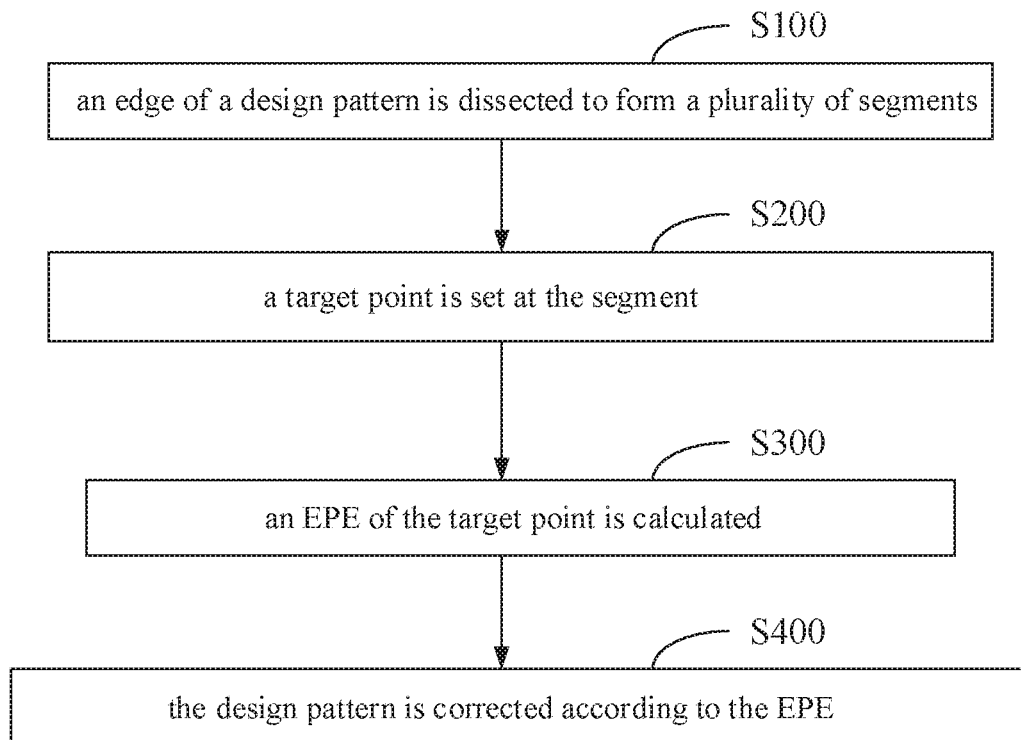 S100
an edge of a design pattern is dissected to form a plurality of segments
S200
a target point is set at the segment
S300
an EPE of the target point is calculated
S400
the design pattern is corrected according to the EPE